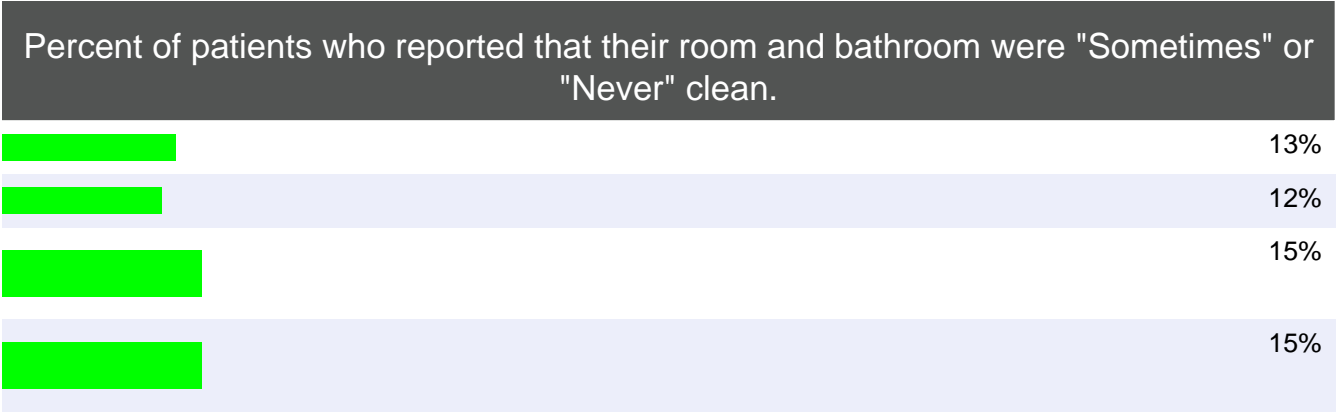 Percent of patients who reported that their room and bathroom were "Sometimes" or
"Never" clean.
13%
12%
15%
15%